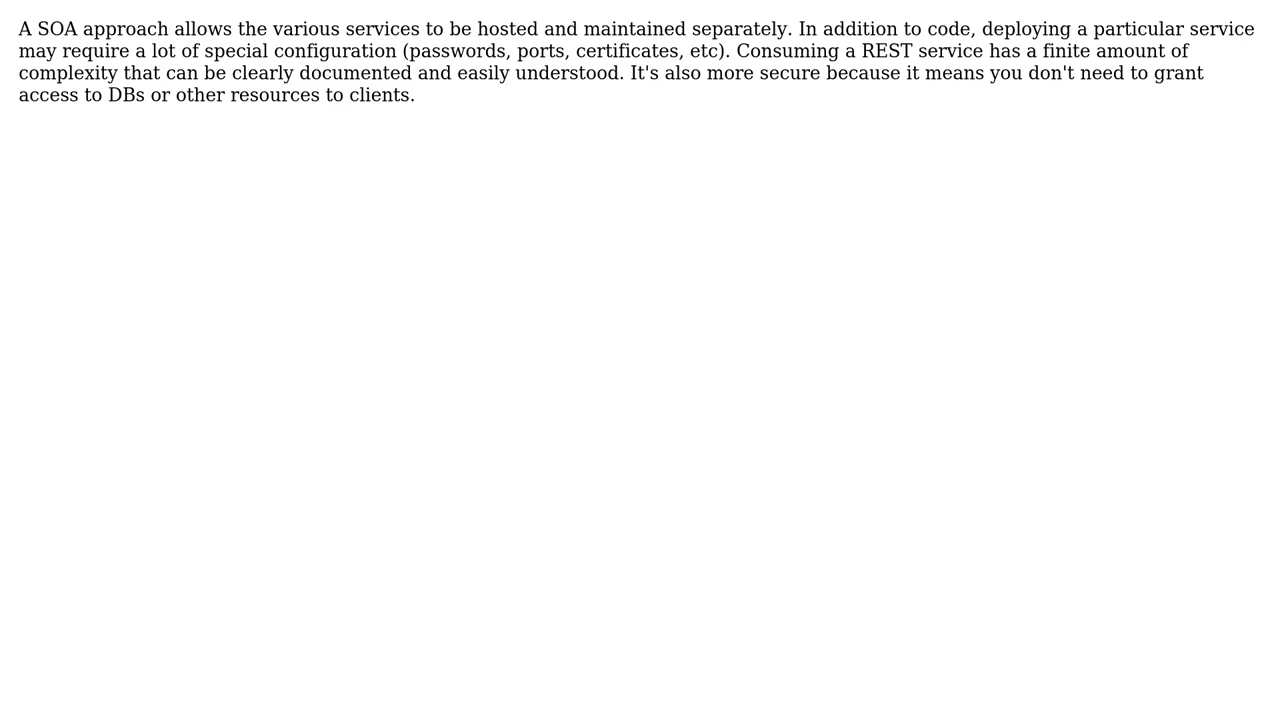 A SOA approach allows the various services to be hosted and maintained separately. In addition to code, deploying a particular service
may require a lot of special configuration (passwords, ports, certificates, etc). Consuming a REST service has a finite amount of
complexity that can be clearly documented and easily understood. It's also more secure because it means you don't need to grant
access to DBs or other resources to clients.